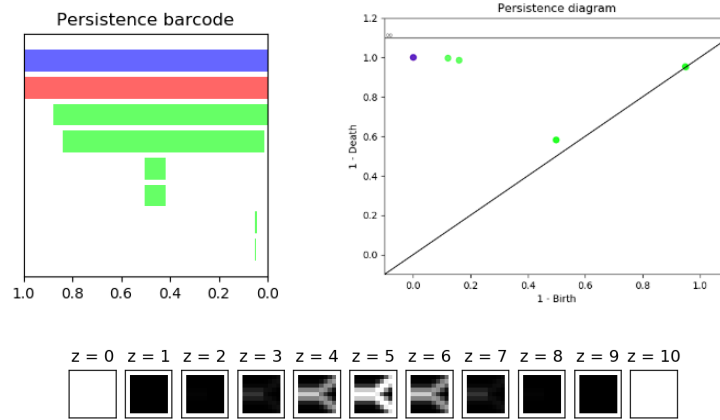 Persistence barcode
1.0 0.8 0.6 0.4 0.2 0.0
Persistence diagram
1.2
∞
1.0
0.8
0.6
0.4
0.2
0.0
1 - Death
0.0 0.2 0.4 0.6 0.8 1.0
1 - Birth
z = 0 z = 1 z = 2 z = 3 z = 4 z = 5 z = 6 z = 7 z = 8 z = 9 z = 10